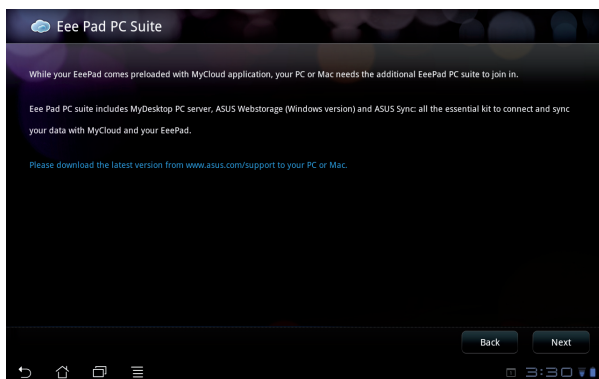 Eee Pad PC Suite
While your EeePad comes preloaded with MyCloud application, your PC or Mac needs the additional EeePad PC suite to join in.
Eee Pad PC suite includes MyDesktop PC server, ASUS Webstorage (Windows version) and ASUS Sync: all the essential kit to connect and sync
your data with MyCloud and your EeePad.
Please download the latest version from www.asus.com/support to your PC or Mac.
Back Next
3:30